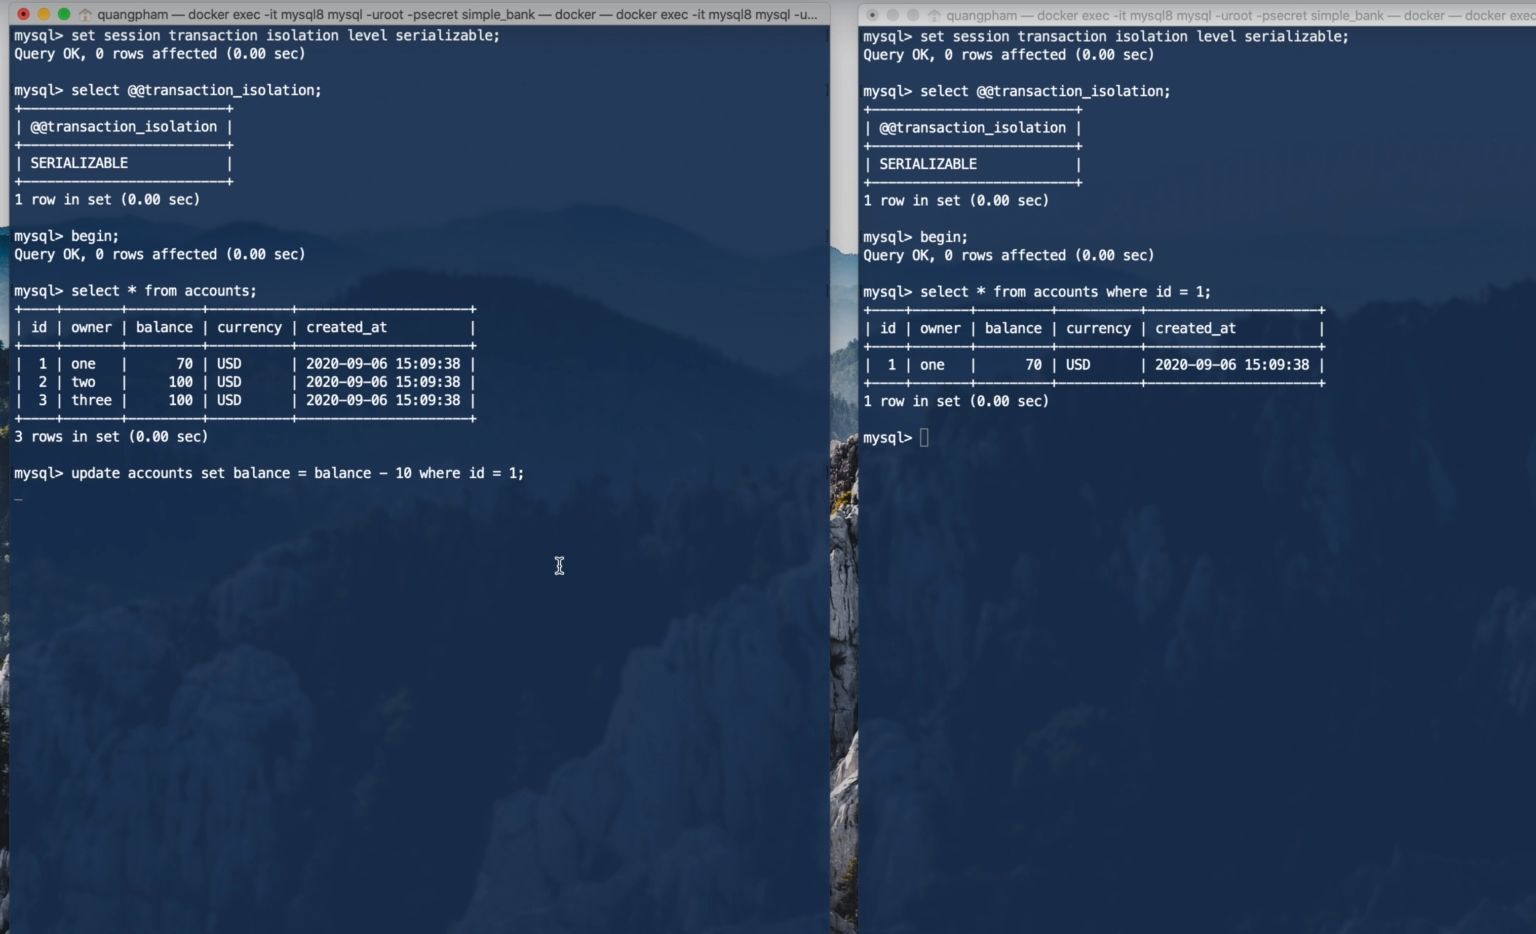 quangpham — docker exec -it mysql8 mysql -uroot -psecret simple_bank — docker — docker exec -it mysql8 mysql -u...
mysql> set session transaction isolation level serializable;
Query OK, 0 rows affected (0.00 sec)
mysql> select @@transaction_isolation;
+-------------------------+
| @@transaction_isolation |
+-------------------------+
| SERIALIZABLE            |
+-------------------------+
1 row in set (0.00 sec)
mysql> begin;
Query OK, 0 rows affected (0.00 sec)
mysql> select * from accounts;
+----+-------+---------+----------+---------------------+
| id | owner | balance | currency | created_at          |
+----+-------+---------+----------+---------------------+
|  1 | one   |      70 | USD      | 2020-09-06 15:09:38 |
|  2 | two   |     100 | USD      | 2020-09-06 15:09:38 |
|  3 | three |     100 | USD      | 2020-09-06 15:09:38 |
+----+-------+---------+----------+---------------------+
3 rows in set (0.00 sec)
mysql> update accounts set balance = balance - 10 where id = 1;
quangpham — docker exec -it mysql8 mysql -uroot -psecret simple_bank — docker — docker exec
mysql> set session transaction isolation level serializable;
Query OK, 0 rows affected (0.00 sec)
mysql> select @@transaction_isolation;
+-------------------------+
| @@transaction_isolation |
+-------------------------+
| SERIALIZABLE            |
+-------------------------+
1 row in set (0.00 sec)
mysql> begin;
Query OK, 0 rows affected (0.00 sec)
mysql> select * from accounts where id = 1;
+----+-------+---------+----------+---------------------+
| id | owner | balance | currency | created_at          |
+----+-------+---------+----------+---------------------+
|  1 | one   |      70 | USD      | 2020-09-06 15:09:38 |
+----+-------+---------+----------+---------------------+
1 row in set (0.00 sec)
mysql>